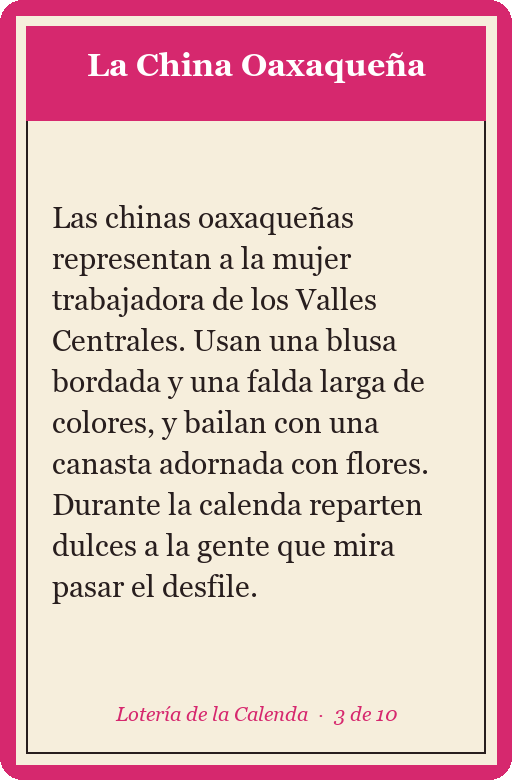 La China Oaxaqueña
Las chinas oaxaqueñas
representan a la mujer
trabajadora de los Valles
Centrales. Usan una blusa
bordada y una falda larga de
colores, y bailan con una
canasta adornada con flores.
Durante la calenda reparten
dulces a la gente que mira
pasar el desfile.
Lotería de la Calenda · 3 de 10